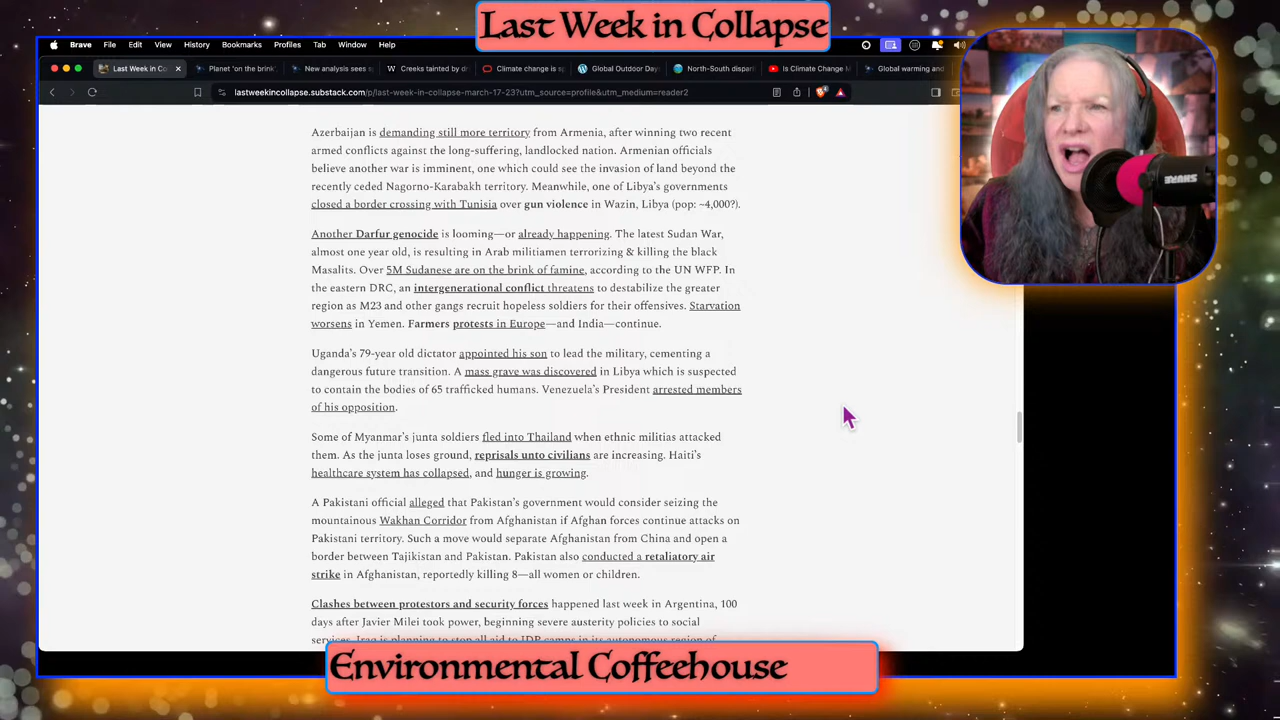 Last Week in Collapse
Brave File Edit View History Bookmarks Profiles Tab Window Help
Last Week in Co × Planet 'on the brink', New analysis sees s Creeks tainted by dr Climate change is s Global Outdoor Day North-South dispari Is Climate Change M Global warming and
lastweekincollapse.substack.com/p/last-week-in-collapse-march-17-23?utm_source=profile&utm_medium=reader2
Azerbaijan is demanding still more territory from Armenia, after winning two recent
armed conflicts against the long-suffering, landlocked nation. Armenian officials
believe another war is imminent, one which could see the invasion of land beyond the
recently ceded Nagorno-Karabakh territory. Meanwhile, one of Libya's governments
closed a border crossing with Tunisia over gun violence in Wazin, Libya (pop: ~4,000?).
Another Darfur genocide is looming—or already happening. The latest Sudan War,
almost one year old, is resulting in Arab militiamen terrorizing & killing the black
Masalits. Over 5M Sudanese are on the brink of famine, according to the UN WFP. In
the eastern DRC, an intergenerational conflict threatens to destabilize the greater
region as M23 and other gangs recruit hopeless soldiers for their offensives. Starvation
worsens in Yemen. Farmers protests in Europe—and India—continue.
Uganda's 79-year old dictator appointed his son to lead the military, cementing a
dangerous future transition. A mass grave was discovered in Libya which is suspected
to contain the bodies of 65 trafficked humans. Venezuela's President arrested members
of his opposition.
Some of Myanmar's junta soldiers fled into Thailand when ethnic militias attacked
them. As the junta loses ground, reprisals unto civilians are increasing. Haiti's
healthcare system has collapsed, and hunger is growing.
A Pakistani official alleged that Pakistan's government would consider seizing the
mountainous Wakhan Corridor from Afghanistan if Afghan forces continue attacks on
Pakistani territory. Such a move would separate Afghanistan from China and open a
border between Tajikistan and Pakistan. Pakistan also conducted a retaliatory air
strike in Afghanistan, reportedly killing 8—all women or children.
Clashes between protestors and security forces happened last week in Argentina, 100
days after Javier Milei took power, beginning severe austerity policies to social
services. Iraq is planning to stop all aid to IDP camps in its autonomous region of
SHURE
Environmental Coffeehouse